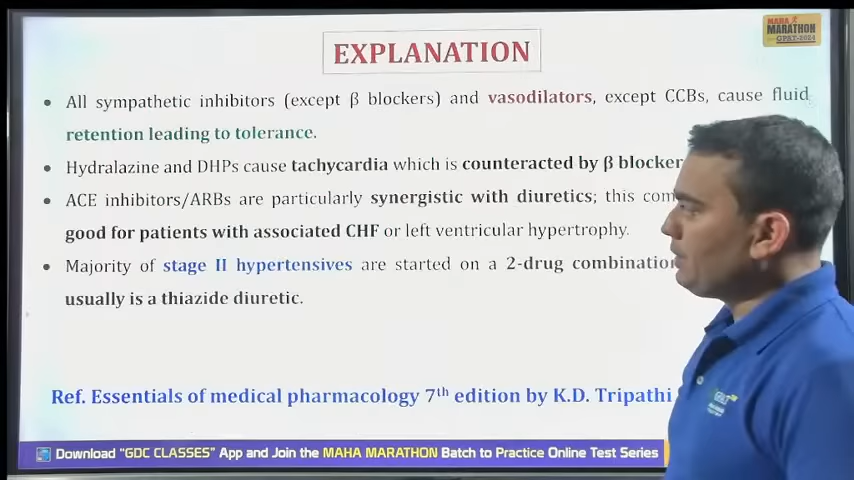 MAHA
MARATHON
GPAT-2024
EXPLANATION
• All sympathetic inhibitors (except β blockers) and vasodilators, except CCBs, cause fluid
retention leading to tolerance.
• Hydralazine and DHPs cause tachycardia which is counteracted by β blocker
• ACE inhibitors/ARBs are particularly synergistic with diuretics; this com
good for patients with associated CHF or left ventricular hypertrophy.
• Majority of stage II hypertensives are started on a 2-drug combination
usually is a thiazide diuretic.
Ref. Essentials of medical pharmacology 7th edition by K.D. Tripathi
Download "GDC CLASSES" App and Join the MAHA MARATHON Batch to Practice Online Test Series